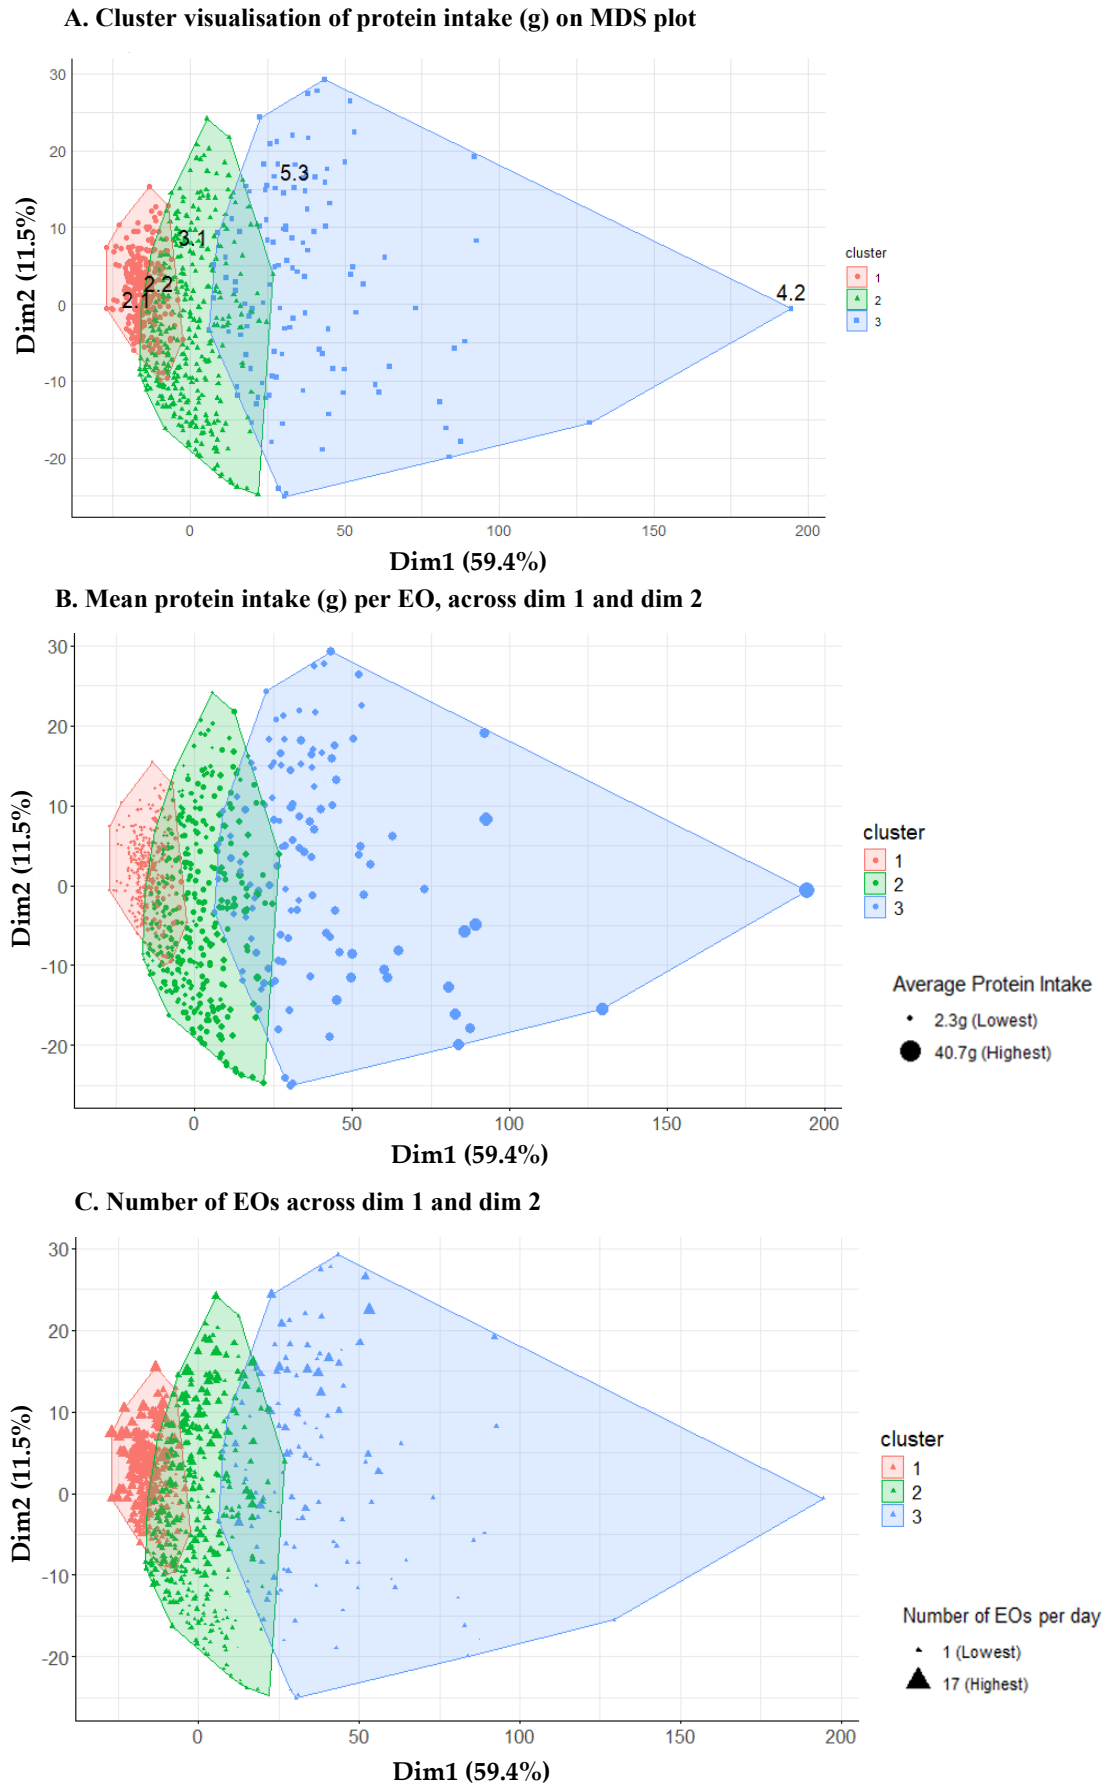 A. Cluster visualisation of protein intake (g) on MDS plot
30
20
10
0
-10
-20
Dim2 (11.5%)
5.3
3.1
2.2
2.1
4.2
cluster
1
2
3
0
50
100
150
200
Dim1 (59.4%)
B. Mean protein intake (g) per EO, across dim 1 and dim 2
30
20
10
0
-10
-20
Dim2 (11.5%)
cluster
1
2
3
Average Protein Intake
2.3g (Lowest)
40.7g (Highest)
0
50
100
150
200
Dim1 (59.4%)
C. Number of EOs across dim 1 and dim 2
30
20
10
0
-10
-20
Dim2 (11.5%)
cluster
1
2
3
Number of EOs per day
1 (Lowest)
17 (Highest)
0
50
100
150
200
Dim1 (59.4%)